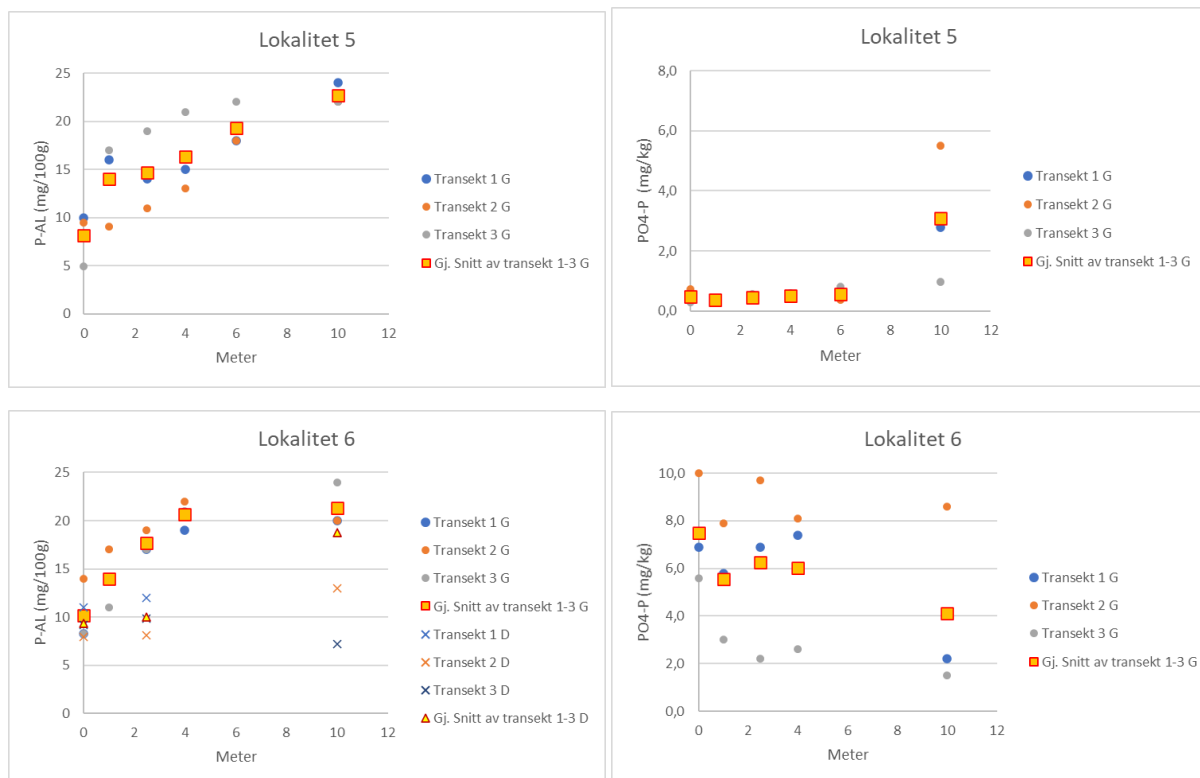 Lokalitet 5
25
20
15
10
5
0
P-AL (mg/100g)
0 2 4 6 8 10 12
Meter
Transekt 1 G
Transekt 2 G
Transekt 3 G
Gj. Snitt av transekt 1-3 G
Lokalitet 5
8,0
6,0
4,0
2,0
0,0
PO4-P (mg/kg)
0 2 4 6 8 10 12
Meter
Transekt 1 G
Transekt 2 G
Transekt 3 G
Gj. Snitt av transekt 1-3 G
Lokalitet 6
25
20
15
10
5
0
P-AL (mg/100g)
0 2 4 6 8 10 12
Meter
Transekt 1 G
Transekt 2 G
Transekt 3 G
Gj. Snitt av transekt 1-3 G
Transekt 1 D
Transekt 2 D
Transekt 3 D
Gj. Snitt av transekt 1-3 D
Lokalitet 6
10,0
8,0
6,0
4,0
2,0
0,0
PO4-P (mg/kg)
0 2 4 6 8 10 12
Meter
Transekt 1 G
Transekt 2 G
Transekt 3 G
Gj. Snitt av transekt 1-3 G